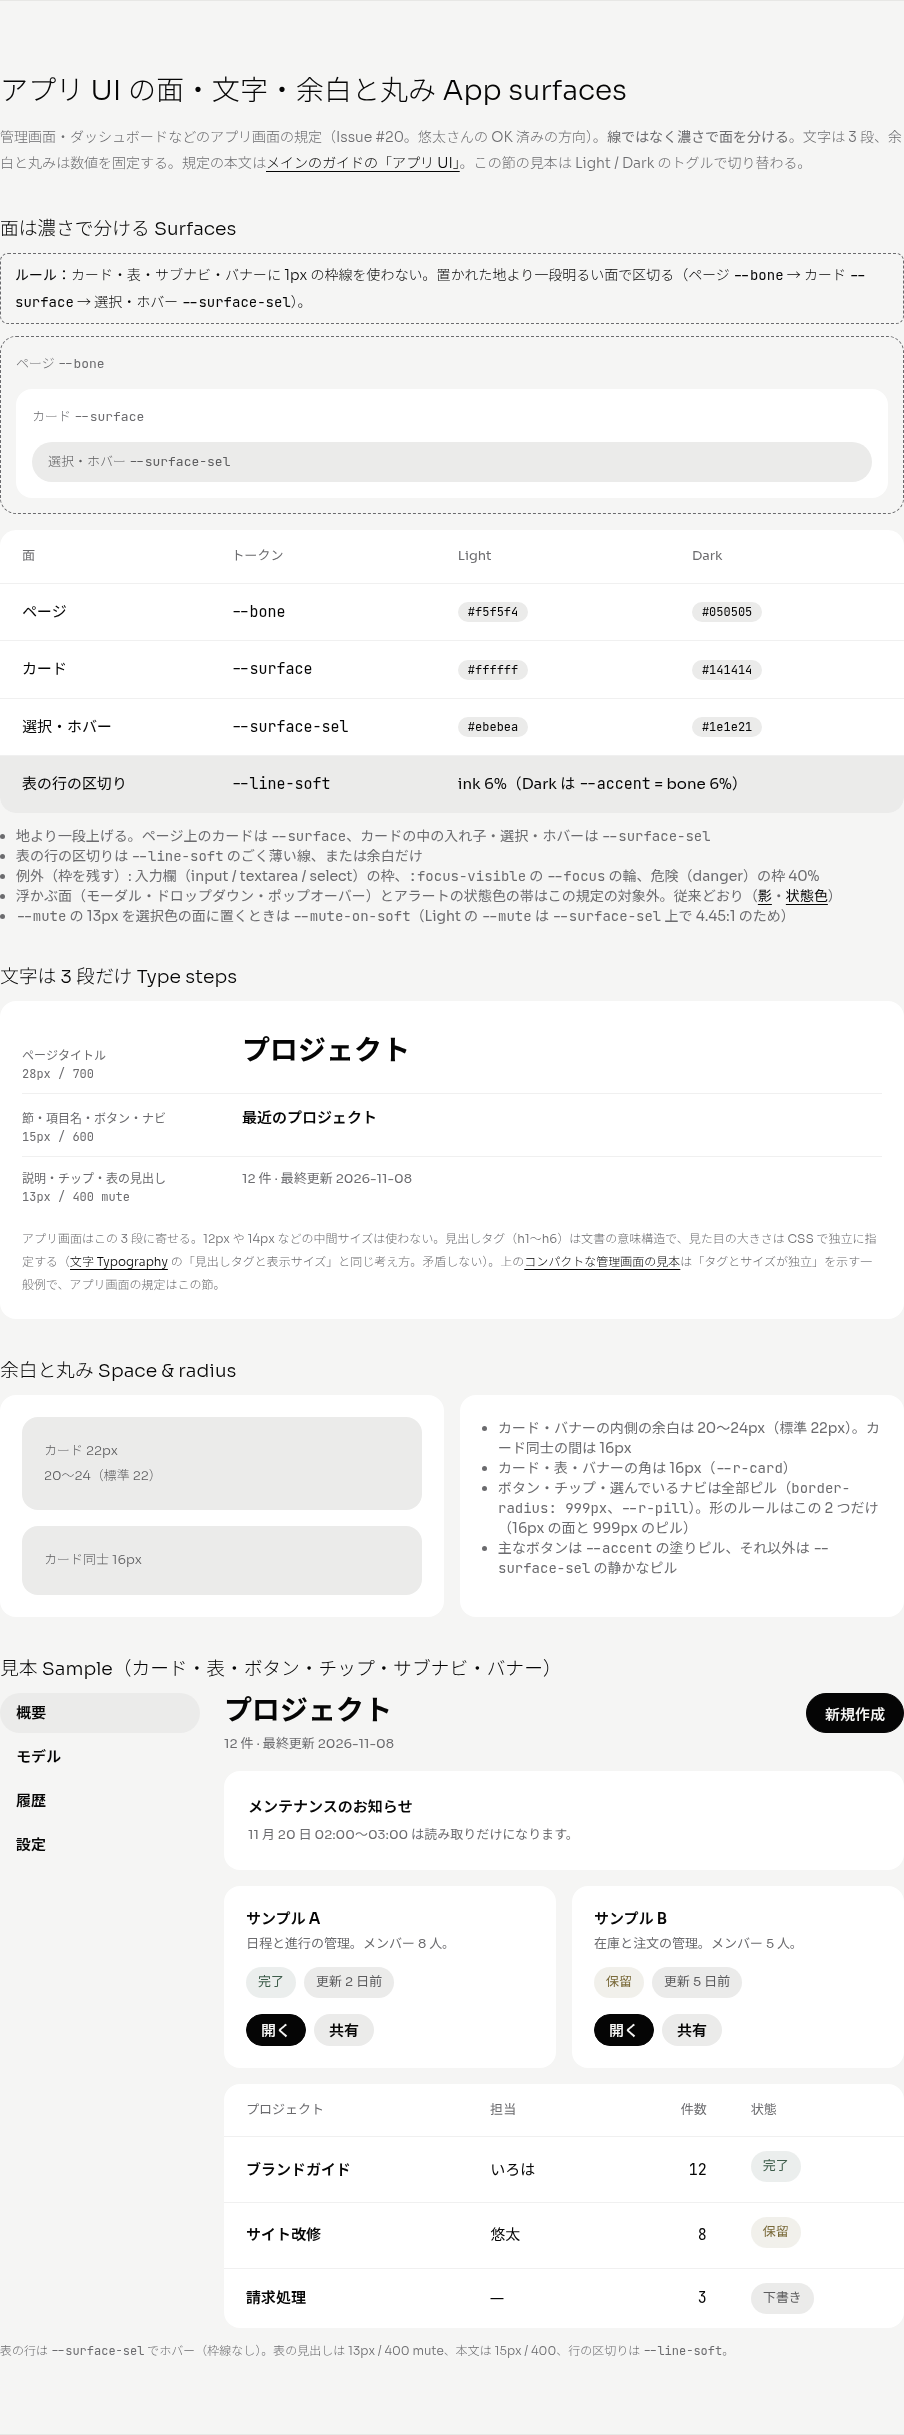 アプリ UI の面・文字・余白と丸み App surfaces
管理画面・ダッシュボードなどのアプリ画面の規定（Issue #20。悠太さんの OK 済みの方向）。線ではなく濃さで面を分ける。文字は 3 段、余
白と丸みは数値を固定する。規定の本文はメインのガイドの「アプリ UI」。この節の見本は Light / Dark のトグルで切り替わる。
面は濃さで分ける Surfaces
ルール：カード・表・サブナビ・バナーに 1px の枠線を使わない。置かれた地より一段明るい面で区切る（ページ --bone → カード --
surface → 選択・ホバー --surface-sel）。
ページ --bone
カード --surface
選択・ホバー --surface-sel
面 トークン Light Dark
ページ --bone #f5f5f4 #050505
カード --surface #ffffff #141414
選択・ホバー --surface-sel #ebebea #1e1e21
表の行の区切り --line-soft ink 6%（Dark は --accent = bone 6%）
• 地より一段上げる。ページ上のカードは --surface、カードの中の入れ子・選択・ホバーは --surface-sel
• 表の行の区切りは --line-soft のごく薄い線、または余白だけ
• 例外（枠を残す）: 入力欄（input / textarea / select）の枠、:focus-visible の --focus の輪、危険（danger）の枠 40%
• 浮かぶ面（モーダル・ドロップダウン・ポップオーバー）とアラートの状態色の帯はこの規定の対象外。従来どおり（影・状態色）
• --mute の 13px を選択色の面に置くときは --mute-on-soft（Light の --mute は --surface-sel 上で 4.45:1 のため）
文字は 3 段だけ Type steps
ページタイトル
28px / 700
プロジェクト
節・項目名・ボタン・ナビ
15px / 600
最近のプロジェクト
説明・チップ・表の見出し
13px / 400 mute
12 件 · 最終更新 2026-11-08
アプリ画面はこの 3 段に寄せる。12px や 14px などの中間サイズは使わない。見出しタグ（h1〜h6）は文書の意味構造で、見た目の大きさは CSS で独立に指
定する（文字 Typography の「見出しタグと表示サイズ」と同じ考え方。矛盾しない）。上のコンパクトな管理画面の見本は「タグとサイズが独立」を示す一
般例で、アプリ画面の規定はこの節。
余白と丸み Space & radius
カード 22px
20〜24（標準 22）
カード同士 16px
• カード・バナーの内側の余白は 20〜24px（標準 22px）。カ
ード同士の間は 16px
• カード・表・バナーの角は 16px（--r-card）
• ボタン・チップ・選んでいるナビは全部ピル（border-
radius: 999px、--r-pill）。形のルールはこの 2 つだけ
（16px の面と 999px のピル）
• 主なボタンは --accent の塗りピル、それ以外は --
surface-sel の静かなピル
見本 Sample（カード・表・ボタン・チップ・サブナビ・バナー）
概要
モデル
履歴
設定
プロジェクト
12 件 · 最終更新 2026-11-08
新規作成
メンテナンスのお知らせ
11 月 20 日 02:00〜03:00 は読み取りだけになります。
サンプル A
日程と進行の管理。メンバー 8 人。
完了 更新 2 日前
開く 共有
サンプル B
在庫と注文の管理。メンバー 5 人。
保留 更新 5 日前
開く 共有
プロジェクト 担当 件数 状態
ブランドガイド いろは 12 完了
サイト改修 悠太 8 保留
請求処理 — 3 下書き
表の行は --surface-sel でホバー（枠線なし）。表の見出しは 13px / 400 mute、本文は 15px / 400、行の区切りは --line-soft。